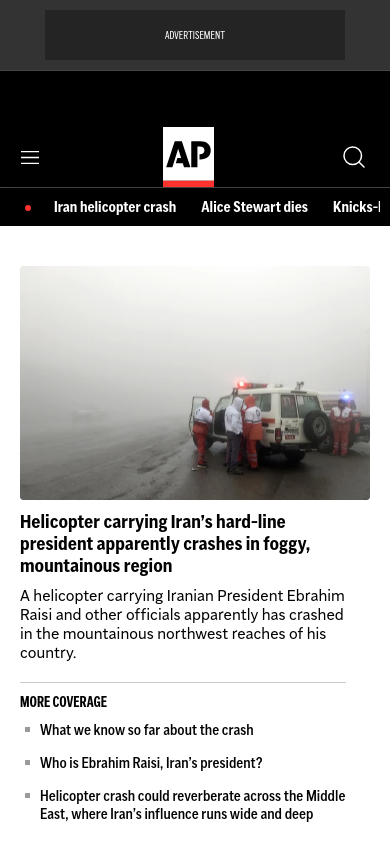 ADVERTISEMENT
AP
Iran helicopter crash Alice Stewart dies Knicks-
Helicopter carrying Iran’s hard-line
president apparently crashes in foggy,
mountainous region
A helicopter carrying Iranian President Ebrahim
Raisi and other officials apparently has crashed
in the mountainous northwest reaches of his
country.
MORE COVERAGE
What we know so far about the crash
Who is Ebrahim Raisi, Iran’s president?
Helicopter crash could reverberate across the Middle
East, where Iran’s influence runs wide and deep